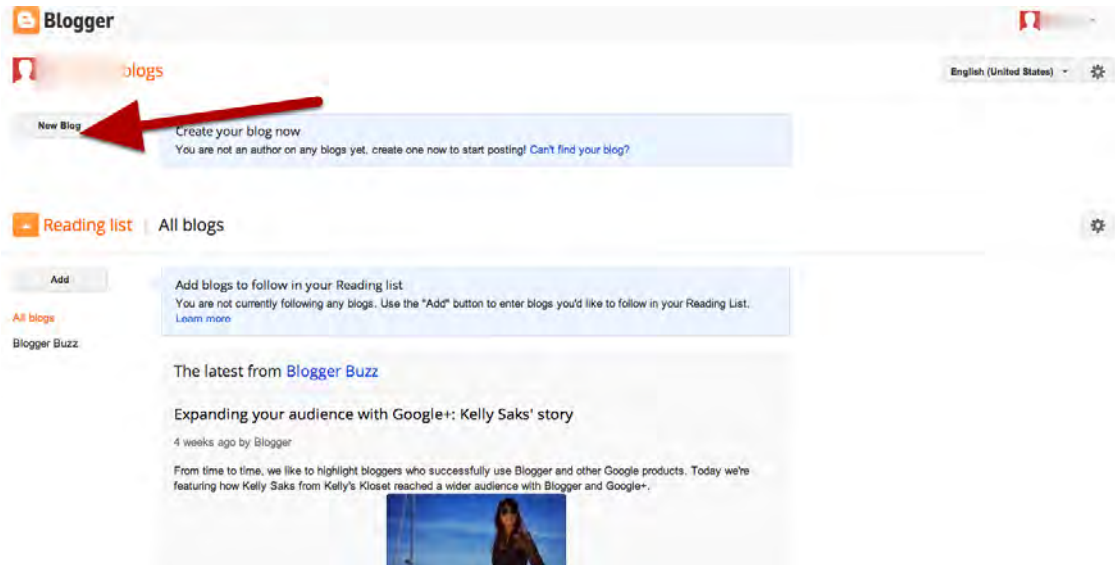 Blogger
blogs
English (United States)
New Blog
Create your blog now
You are not an author on any blogs yet, create one now to start posting! Can't find your blog?
Reading list
All blogs
Add
Add blogs to follow in your Reading list
You are not currently following any blogs. Use the "Add" button to enter blogs you'd like to follow in your Reading List.
Learn more
All blogs
Blogger Buzz
The latest from Blogger Buzz
Expanding your audience with Google+: Kelly Saks' story
4 weeks ago by Blogger
From time to time, we like to highlight bloggers who successfully use Blogger and other Google products. Today we're
featuring how Kelly Saks from Kelly's Kloset reached a wider audience with Blogger and Google+.